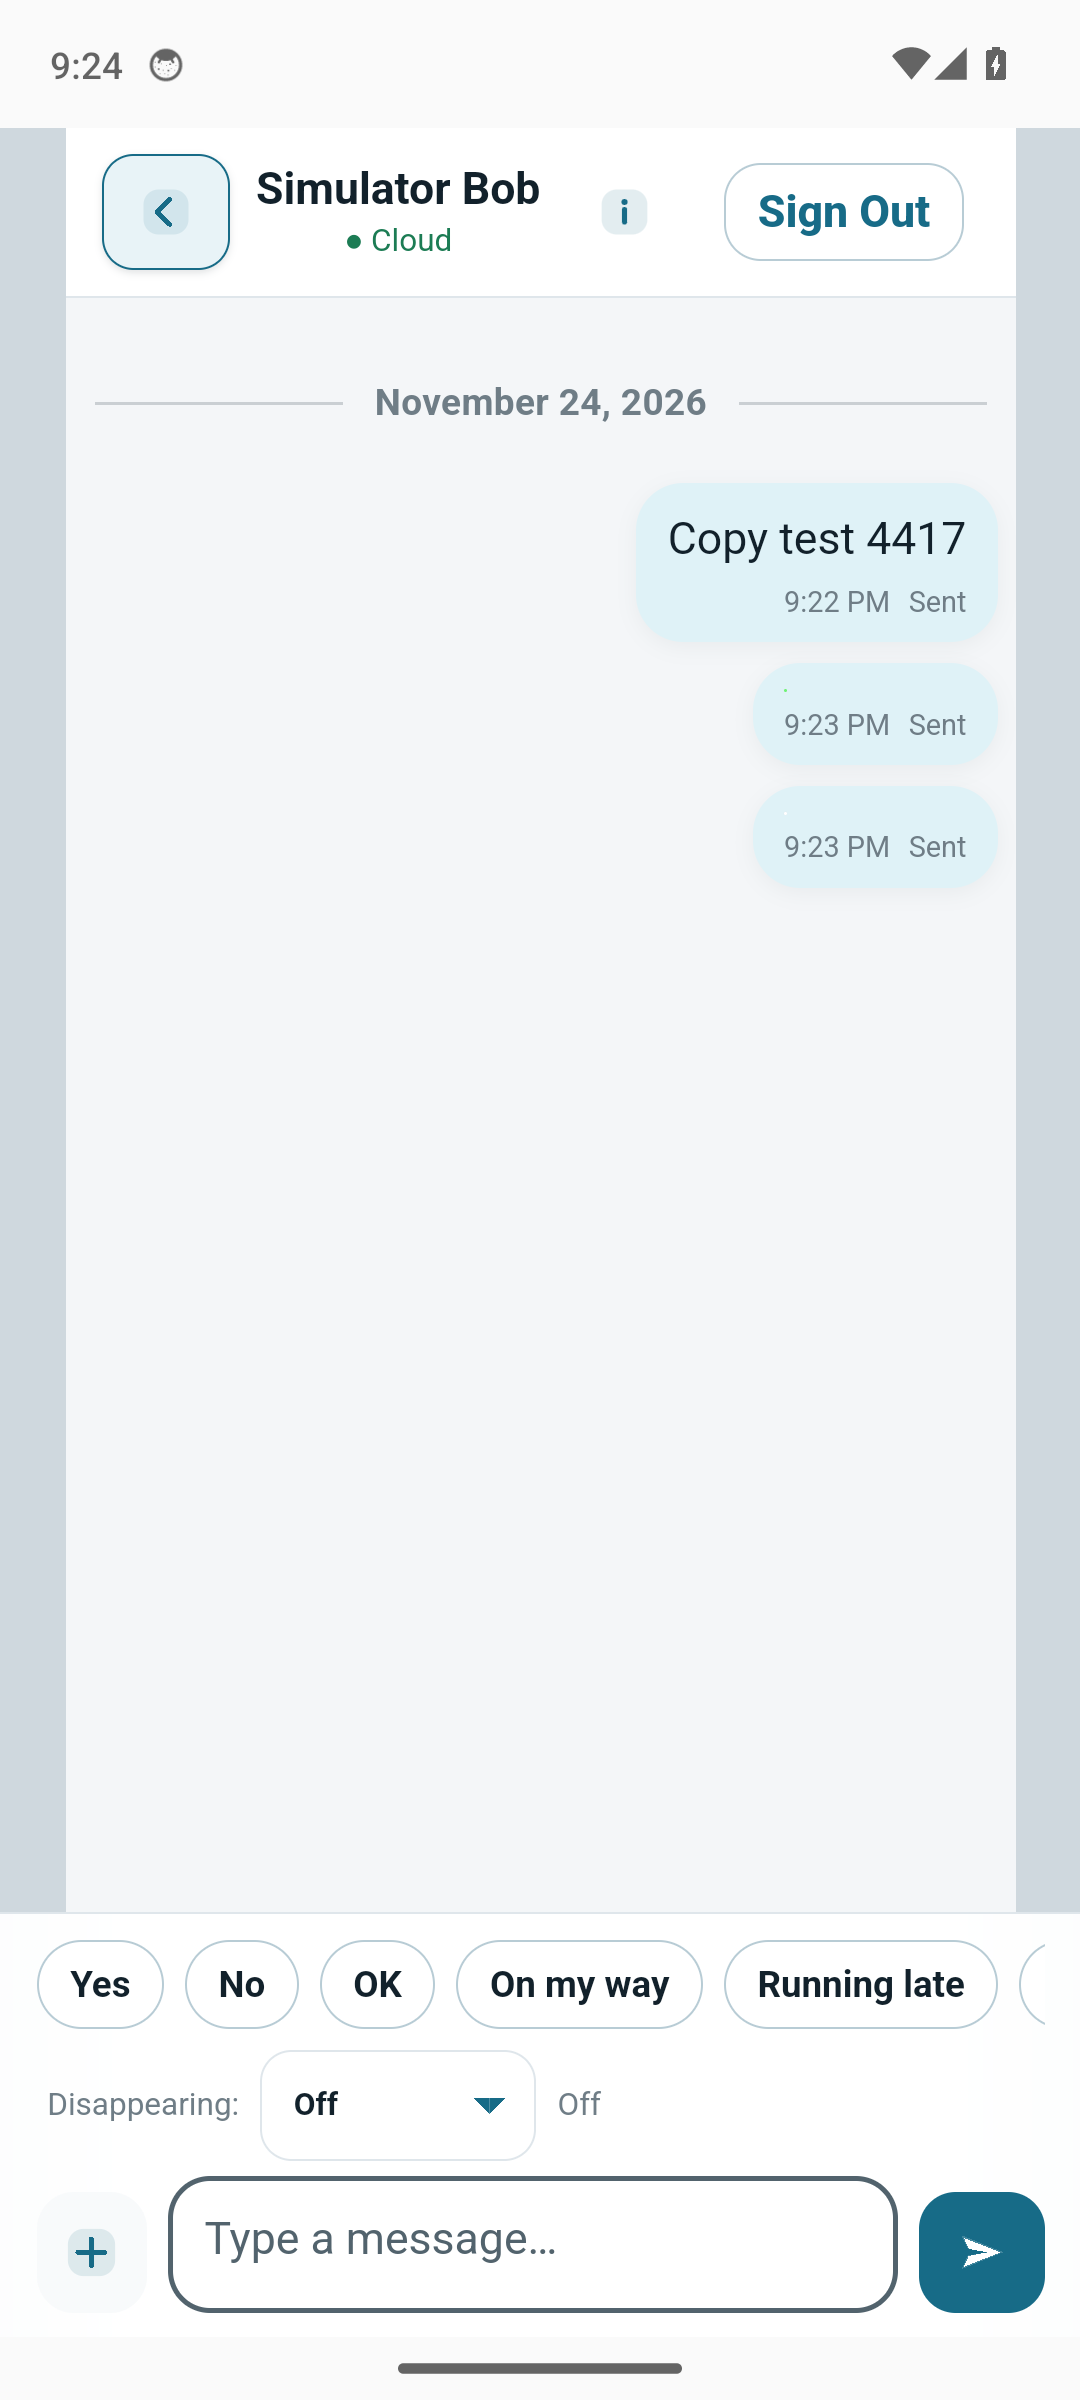 9:24
Simulator Bob
Cloud
Sign Out
November 24, 2026
Copy test 4417
9:22 PM Sent
9:23 PM Sent
9:23 PM Sent
Yes No OK On my way Running late
Disappearing: Off Off
Type a message…